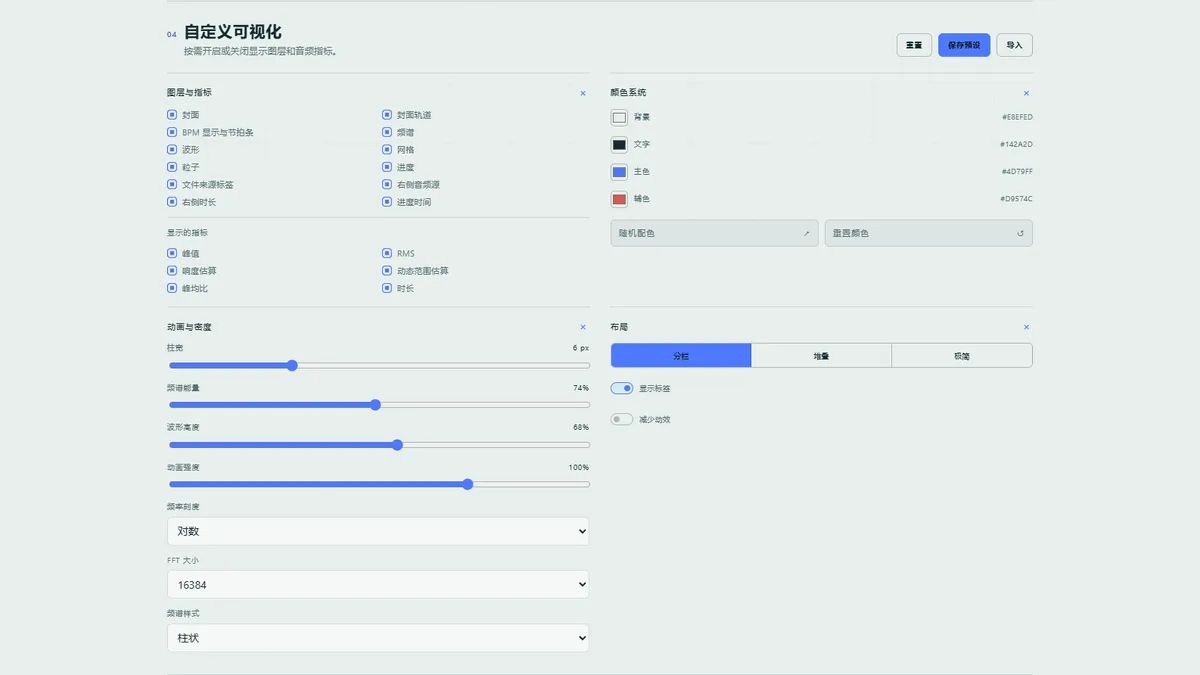 04 自定义可视化
按需开启或关闭显示图层和音频指标。
重置 保存预设 导入
图层与指标 ×
封面 封面轨道
BPM 显示与节拍条 频谱
波形 网格
粒子 进度
文件来源标签 右侧音频源
右侧时长 进度时间
显示的指标
峰值 RMS
响度估算 动态范围估算
峰均比 时长
颜色系统 ×
背景 #E8EFED
文字 #142A2D
主色 #4D79FF
辅色 #D9574C
随机配色 ↗ 重置颜色 ↺
动画与密度 ×
柱宽 6 px
频谱能量 74%
波形高度 68%
动画强度 100%
频率刻度
对数
FFT 大小
16384
频谱样式
柱状
布局 ×
分栏 堆叠 极简
显示标签
减少动效